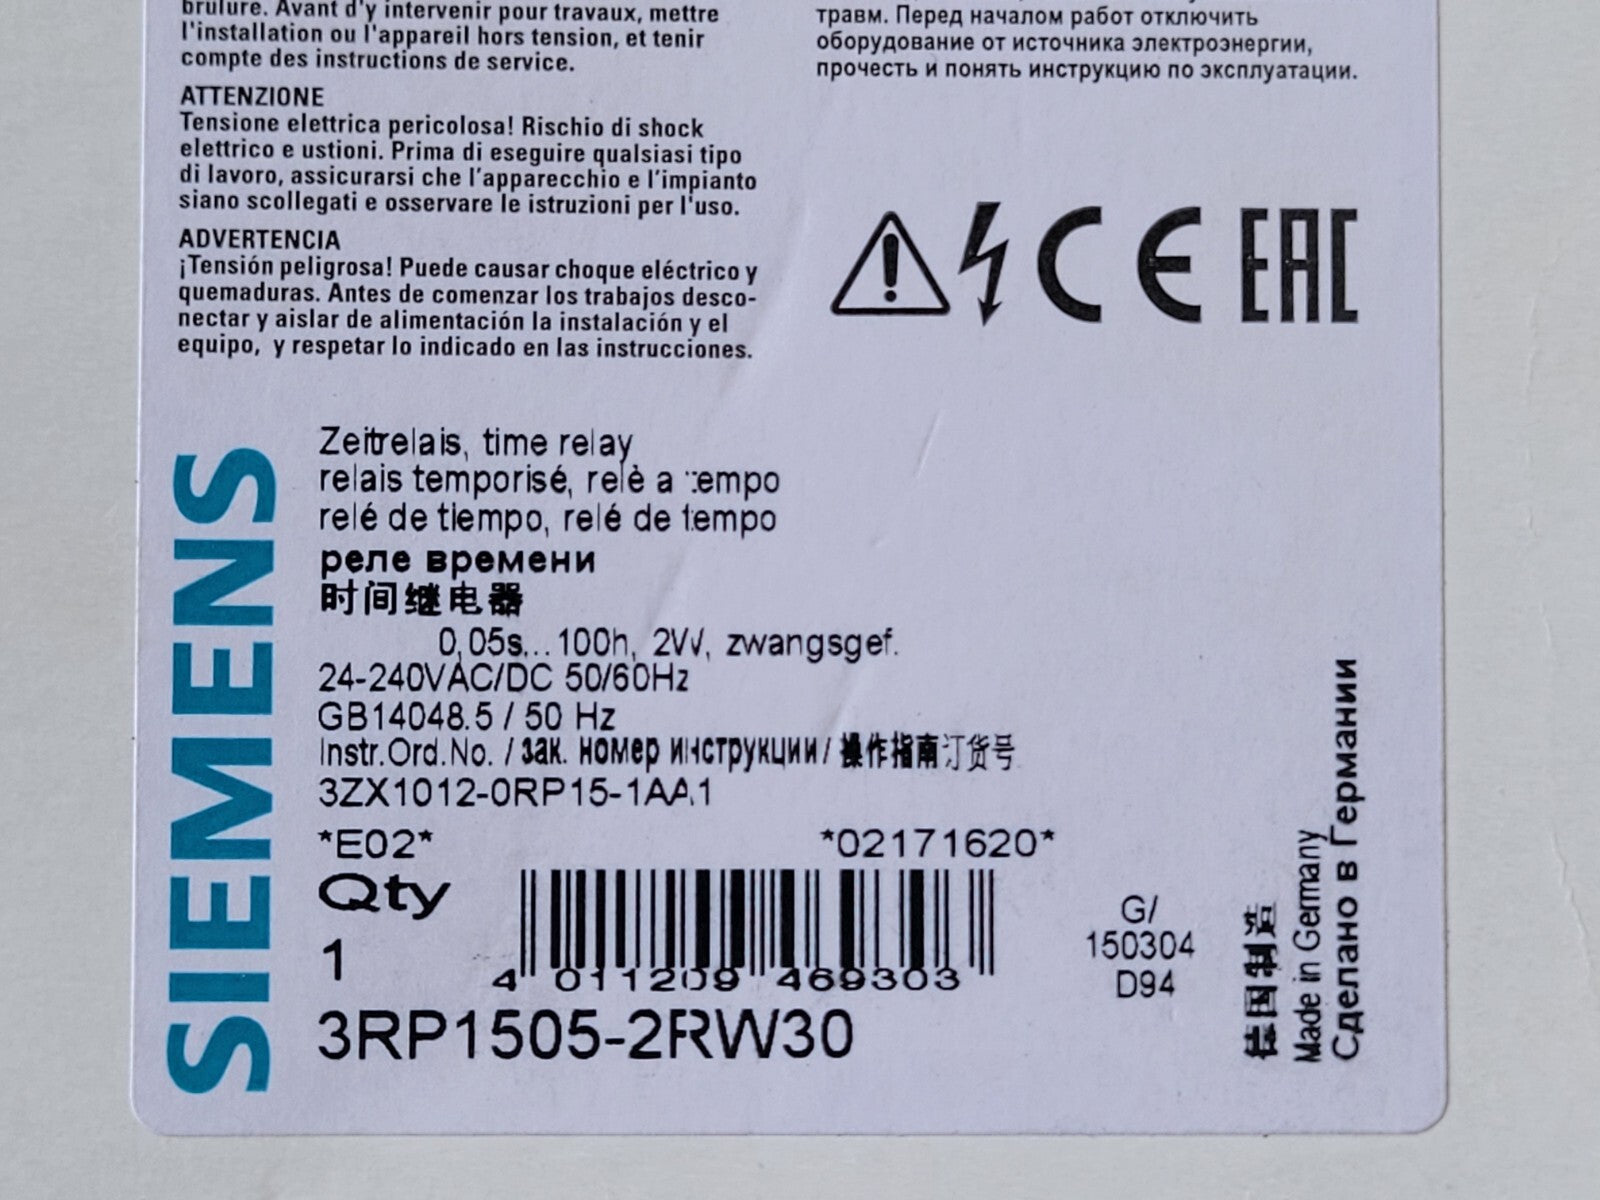 brûlure. Avant d'y intervenir pour travaux, mettre
l'installation ou l'appareil hors tension, et tenir
compte des instructions de service.
ATTENZIONE
Tensione elettrica pericolosa! Rischio di shock
elettrico e ustioni. Prima di eseguire qualsiasi tipo
di lavoro, assicurarsi che l'apparecchio e l'impianto
siano scollegati e osservare le istruzioni per l'uso.
ADVERTENCIA
¡Tensión peligrosa! Puede causar choque eléctrico y
quemaduras. Antes de comenzar los trabajos desco-
nectar y aislar de alimentación la instalación y el
equipo, y respetar lo indicado en las instrucciones.
травм. Перед началом работ отключить
оборудование от источника электроэнергии,
прочесть и понять инструкцию по эксплуатации.
CE EAC
SIEMENS
Zeitrelais, time relay
relais temporisé, relè a tempo
relé de tiempo, relé de tempo
реле времени
时间继电器
0,05s...100h, 2W, zwangsgef.
24-240VAC/DC 50/60Hz
GB14048.5 / 50 Hz
Instr.Ord.No. / зак. номер инструкции / 操作指南订货号
3ZX1012-0RP15-1AA1
*E02* *02171620*
Qty
1
4 011209 469303
G/
150304
D94
3RP1505-2RW30
德国制造
Made in Germany
Сделано в Германии